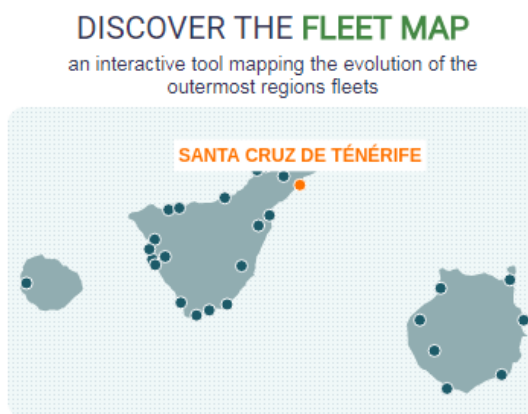 DISCOVER THE FLEET MAP
an interactive tool mapping the evolution of the
outermost regions fleets
SANTA CRUZ DE TÉNÉRIFE